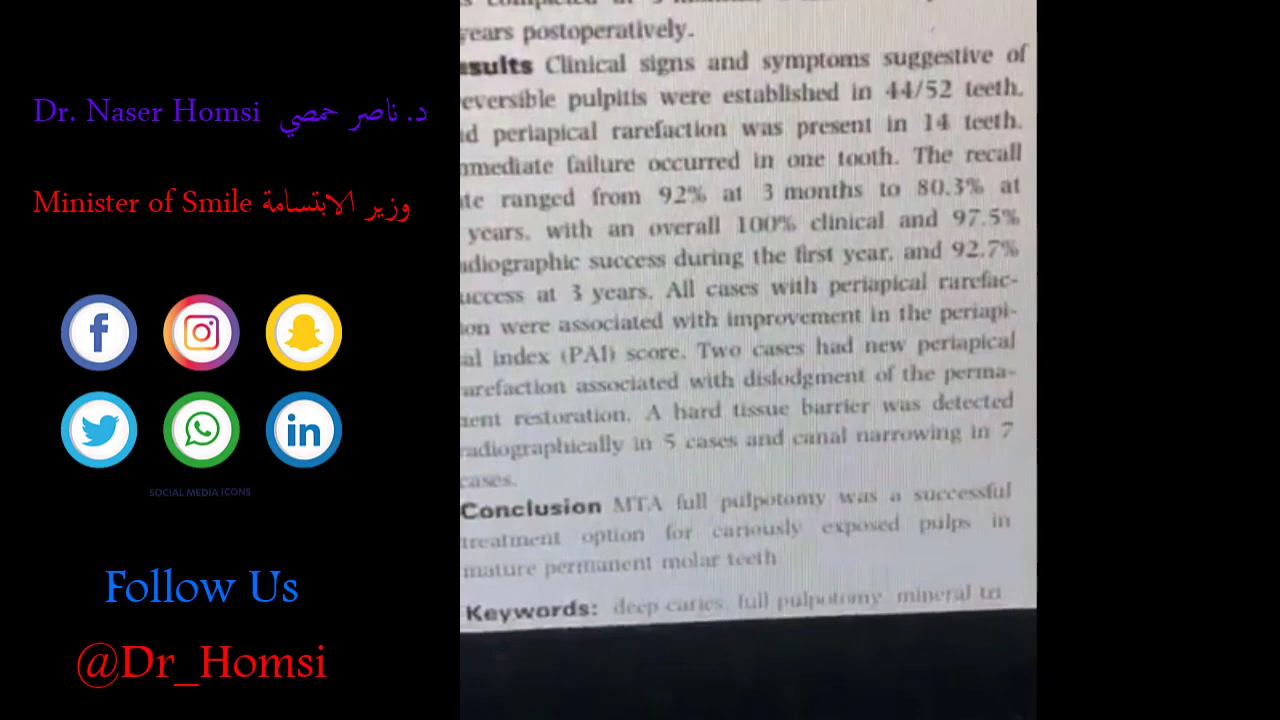 Dr. Naser Homsi د. ناصر حمصي
Minister of Smile وزير الابتسامة
SOCIAL MEDIA ICONS
Follow Us
@Dr_Homsi
years postoperatively.
esults Clinical signs and symptoms suggestive of
eversible pulpitis were established in 44/52 teeth,
nd periapical rarefaction was present in 14 teeth.
mmediate failure occurred in one tooth. The recall
ate ranged from 92% at 3 months to 80.3% at
years, with an overall 100% clinical and 97.5%
adiographic success during the first year, and 92.7%
uccess at 3 years. All cases with periapical rarefac-
ion were associated with improvement in the periapi-
al index (PAI) score. Two cases had new periapical
arefaction associated with dislodgment of the perma-
nent restoration. A hard tissue barrier was detected
radiographically in 5 cases and canal narrowing in 7
cases.
Conclusion MTA full pulpotomy was a successful
treatment option for cariously exposed pulps in
mature permanent molar teeth
Keywords: deep caries, full pulpotomy, mineral tri